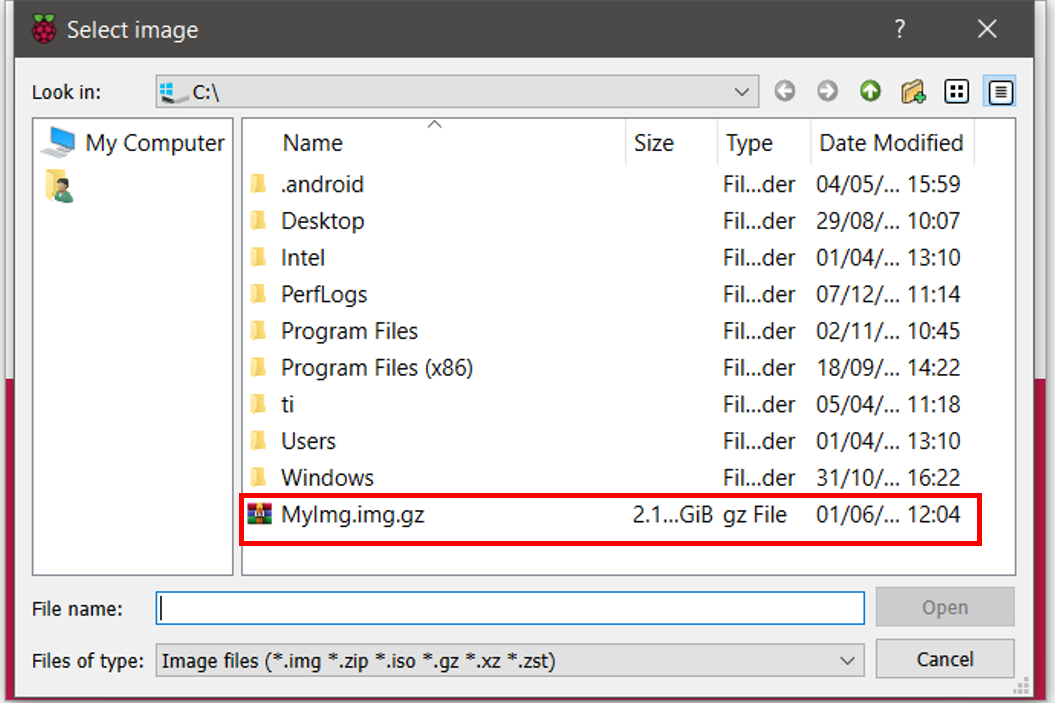 Select image ?
Look in: C:\
My Computer
Name Size Type Date Modified
.android Fil...der 04/05/... 15:59
Desktop Fil...der 29/08/... 10:07
Intel Fil...der 01/04/... 13:10
PerfLogs Fil...der 07/12/... 11:14
Program Files Fil...der 02/11/... 10:45
Program Files (x86) Fil...der 18/09/... 14:22
ti Fil...der 05/04/... 11:18
Users Fil...der 01/04/... 13:10
Windows Fil...der 31/10/... 16:22
MyImg.img.gz 2.1...GiB gz File 01/06/... 12:04
File name: Open
Files of type: Image files (*.img *.zip *.iso *.gz *.xz *.zst) Cancel